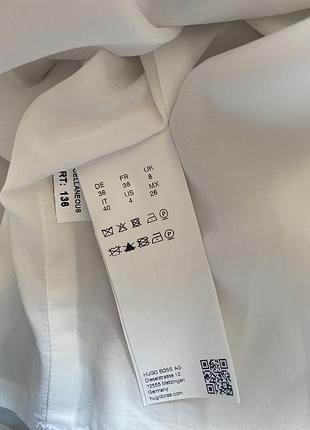 CELLANEOUS
RT: 136
DE FR UK
36 38 8
IT US MX
40 4 26
HUGO BOSS AG
Dieselstrasse 12
72555 Metzingen
Germany
hugoboss.com